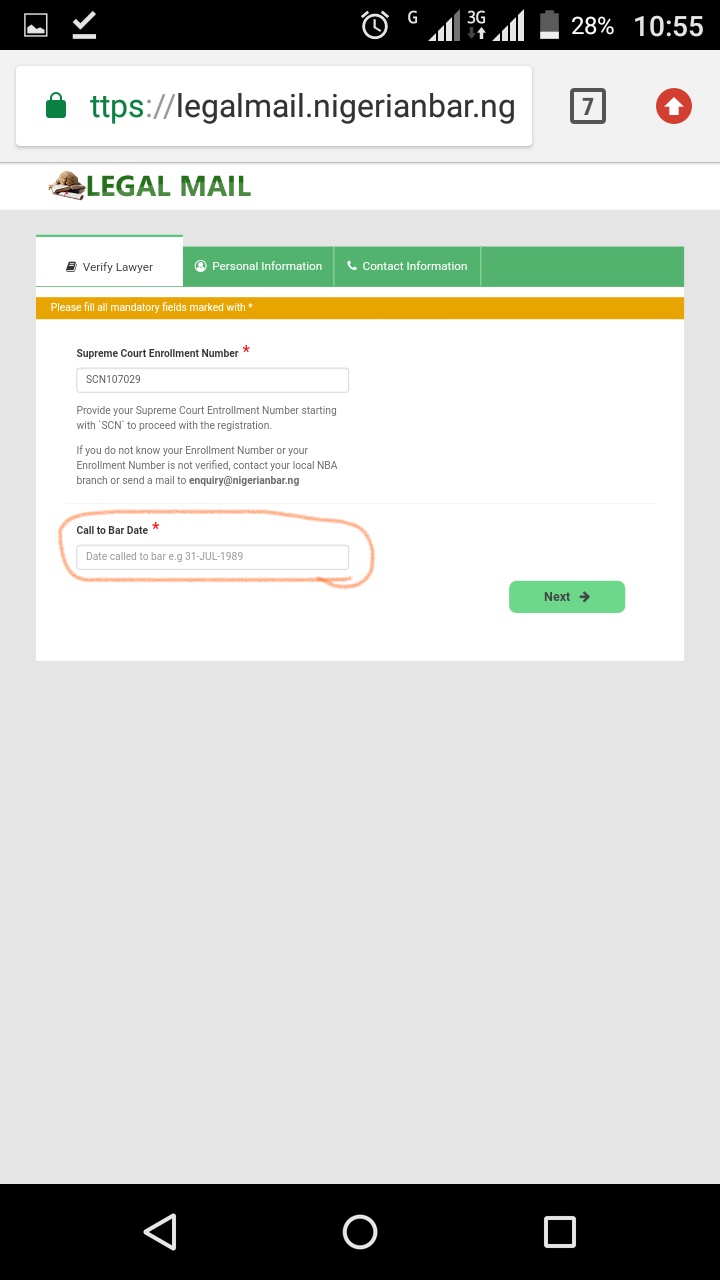 G
3G
28%
10:55
ttps://legalmail.nigerianbar.ng
7
LEGAL MAIL
Verify Lawyer
Personal Information
Contact Information
Please fill all mandatory fields marked with *
Supreme Court Enrollment Number *
SCN107029
Provide your Supreme Court Entrollment Number starting
with `SCN` to proceed with the registration.
If you do not know your Enrollment Number or your
Enrollment Number is not verified, contact your local NBA
branch or send a mail to enquiry@nigerianbar.ng
Call to Bar Date *
Date called to bar e.g 31-JUL-1989
Next